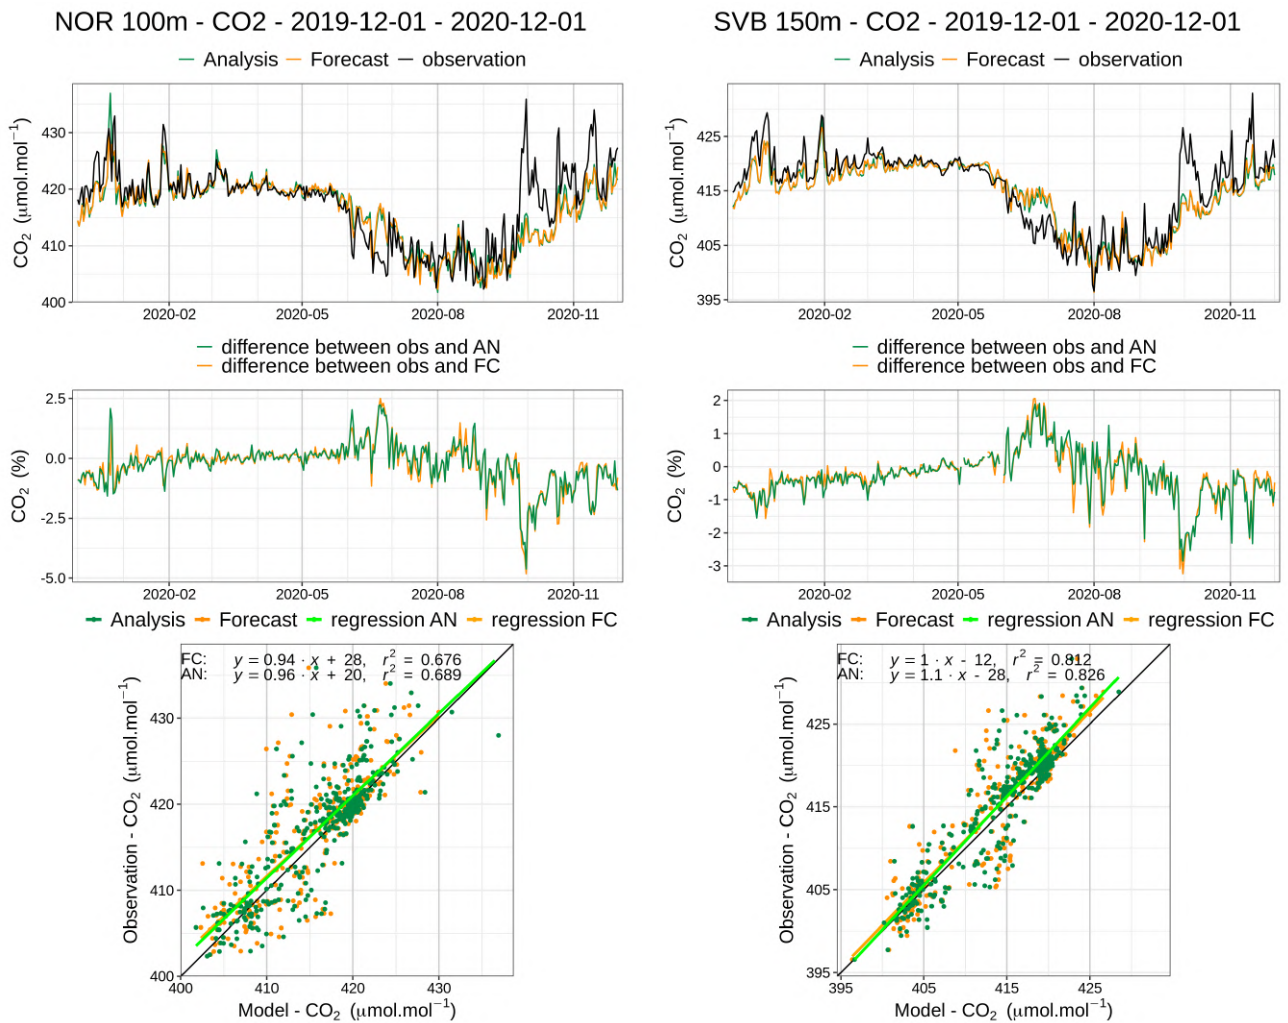 NOR 100m - CO2 - 2019-12-01 - 2020-12-01
Analysis Forecast observation
CO₂ (μmol.mol⁻¹)
430
420
410
400
2020-02 2020-05 2020-08 2020-11
difference between obs and AN
difference between obs and FC
CO₂ (%)
2.5
0.0
-2.5
-5.0
2020-02 2020-05 2020-08 2020-11
Analysis Forecast regression AN regression FC
FC: y = 0.94 · x + 28, r² = 0.676
AN: y = 0.96 · x + 20, r² = 0.689
Observation - CO₂ (μmol.mol⁻¹)
430
420
410
400
400 410 420 430
Model - CO₂ (μmol.mol⁻¹)
SVB 150m - CO2 - 2019-12-01 - 2020-12-01
Analysis Forecast observation
CO₂ (μmol.mol⁻¹)
425
415
405
395
2020-02 2020-05 2020-08 2020-11
difference between obs and AN
difference between obs and FC
CO₂ (%)
2
1
0
-1
-2
-3
2020-02 2020-05 2020-08 2020-11
Analysis Forecast regression AN regression FC
FC: y = 1 · x - 12, r² = 0.812
AN: y = 1.1 · x - 28, r² = 0.826
Observation - CO₂ (μmol.mol⁻¹)
425
415
405
395
395 405 415 425
Model - CO₂ (μmol.mol⁻¹)